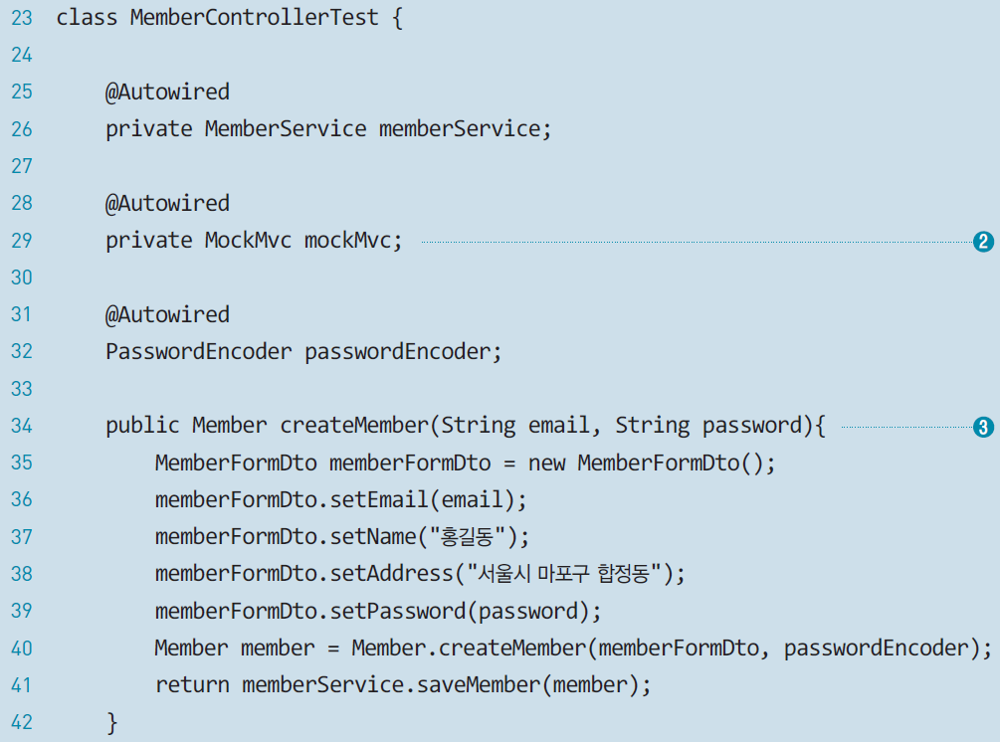 23 class MemberControllerTest {
24
25 @Autowired
26 private MemberService memberService;
27
28 @Autowired
29 private MockMvc mockMvc; 2
30
31 @Autowired
32 PasswordEncoder passwordEncoder;
33
34 public Member createMember(String email, String password){ 3
35 MemberFormDto memberFormDto = new MemberFormDto();
36 memberFormDto.setEmail(email);
37 memberFormDto.setName("홍길동");
38 memberFormDto.setAddress("서울시 마포구 합정동");
39 memberFormDto.setPassword(password);
40 Member member = Member.createMember(memberFormDto, passwordEncoder);
41 return memberService.saveMember(member);
42 }